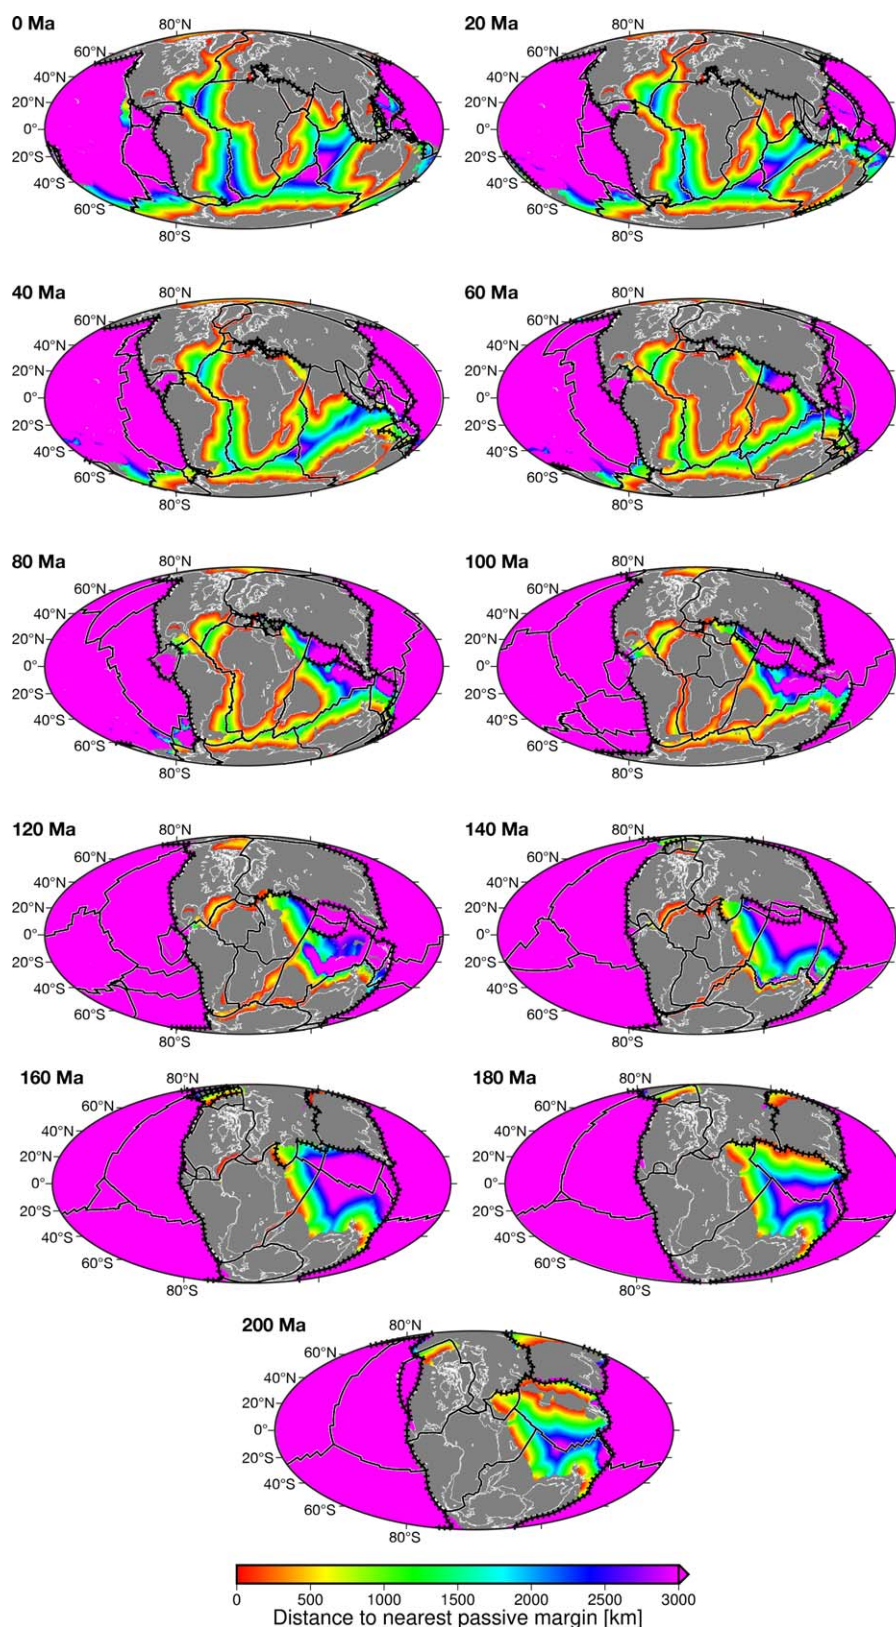 0 Ma
80°N
60°N
40°N
20°N
0°
20°S
40°S
60°S
80°S
20 Ma
80°N
60°N
40°N
20°N
0°
20°S
40°S
60°S
80°S
40 Ma
80°N
60°N
40°N
20°N
0°
20°S
40°S
60°S
80°S
60 Ma
80°N
60°N
40°N
20°N
0°
20°S
40°S
60°S
80°S
80 Ma
80°N
60°N
40°N
20°N
0°
20°S
40°S
60°S
80°S
100 Ma
80°N
60°N
40°N
20°N
0°
20°S
40°S
60°S
80°S
120 Ma
80°N
60°N
40°N
20°N
0°
20°S
40°S
60°S
80°S
140 Ma
80°N
60°N
40°N
20°N
0°
20°S
40°S
60°S
80°S
160 Ma
80°N
60°N
40°N
20°N
0°
20°S
40°S
60°S
80°S
180 Ma
80°N
60°N
40°N
20°N
0°
20°S
40°S
60°S
80°S
200 Ma
80°N
60°N
40°N
20°N
0°
20°S
40°S
60°S
80°S
0 500 1000 1500 2000 2500 3000
Distance to nearest passive margin [km]